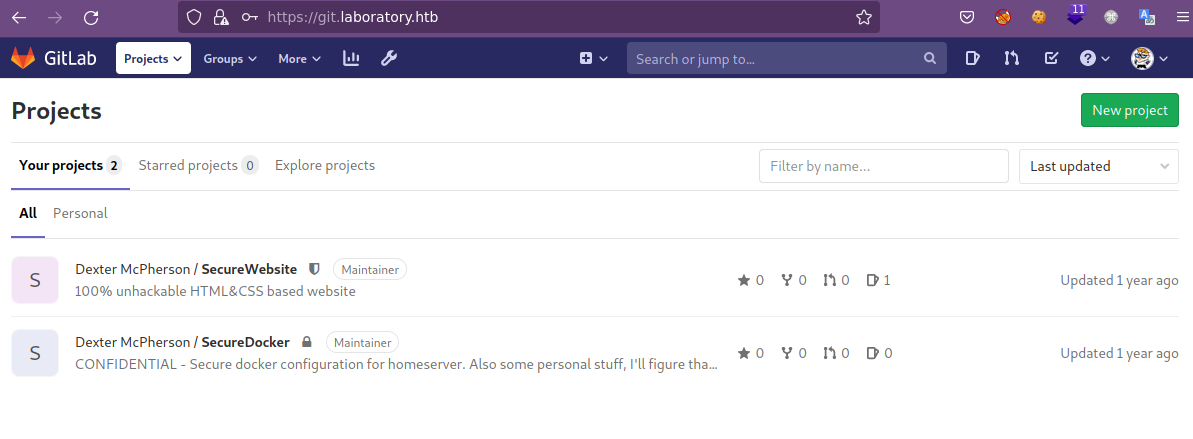 https://git.laboratory.htb
11
GitLab Projects Groups More Search or jump to...
Projects
New project
Your projects 2 Starred projects 0 Explore projects Filter by name... Last updated
All Personal
S Dexter McPherson / SecureWebsite Maintainer
100% unhackable HTML&CSS based website
0 0 0 1 Updated 1 year ago
S Dexter McPherson / SecureDocker Maintainer
CONFIDENTIAL - Secure docker configuration for homeserver. Also some personal stuff, I'll figure tha...
0 0 0 0 Updated 1 year ago